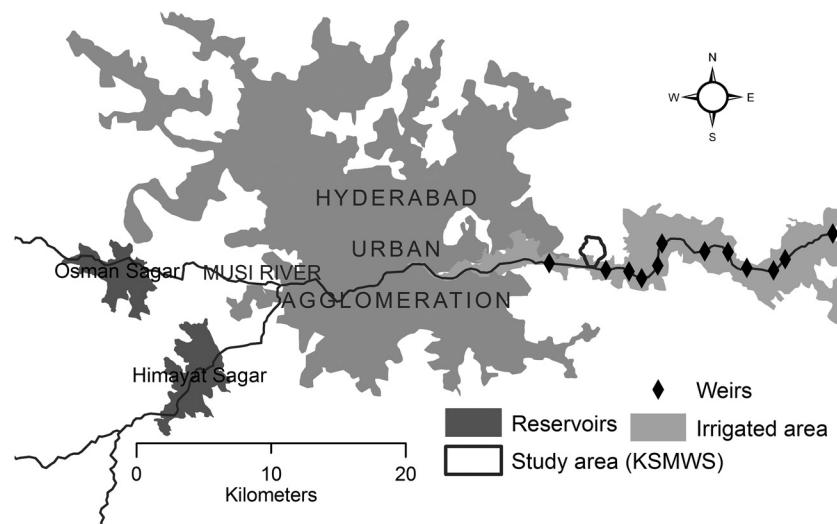 N
W E
S
HYDERABAD
URBAN
AGGLOMERATION
Osman Sagar
MUSI RIVER
Himayat Sagar
Weirs
Reservoirs
Irrigated area
Study area (KSMWS)
0 10 20
Kilometers